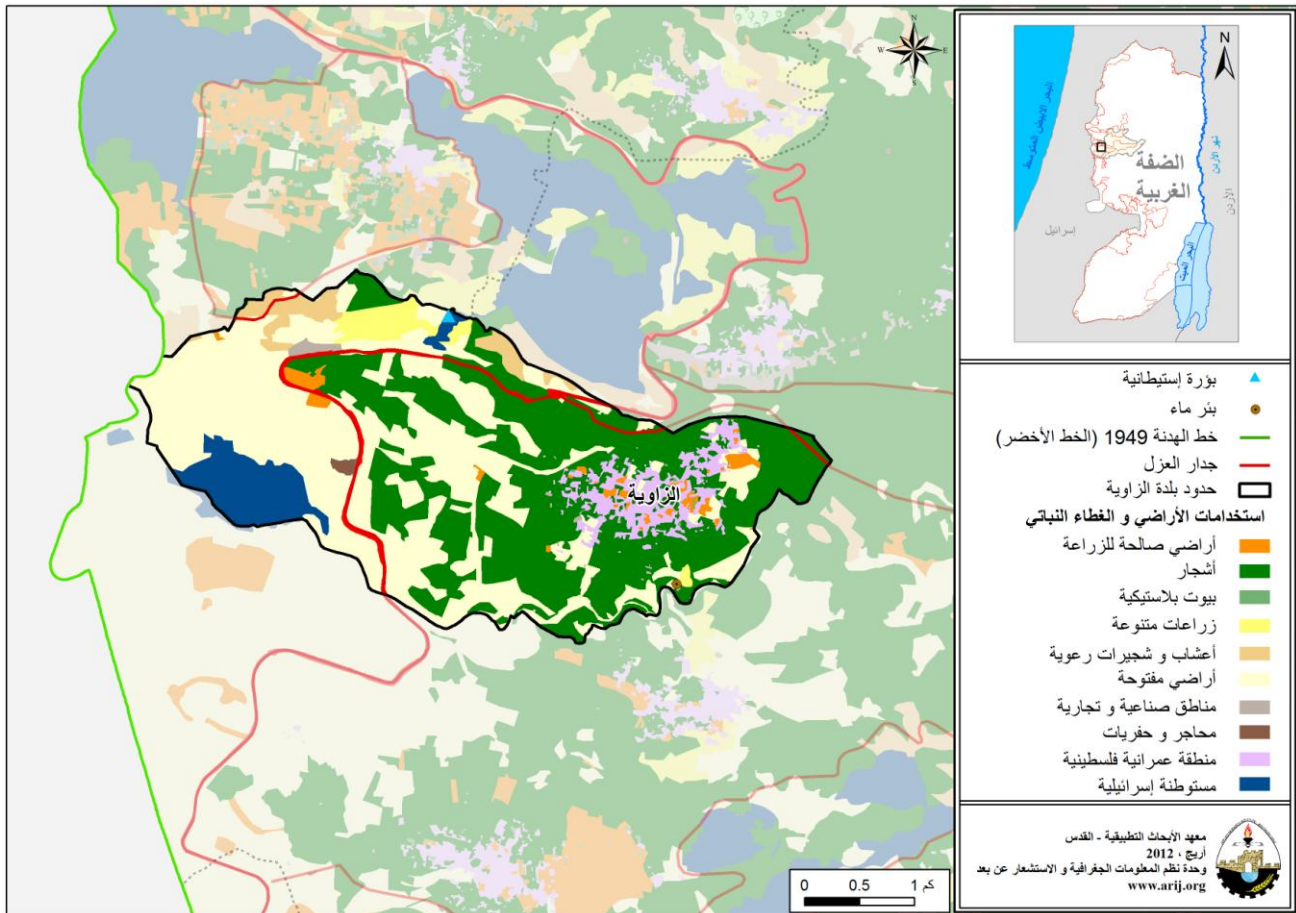 N
W
E
S
الزاوية
0
0.5
1 كم
N
البحر الابيض المتوسط
الضفة
الغربية
نهر الأردن
الأردن
إسرائيل
البحر الميت
بؤرة إستيطانية
بئر ماء
خط الهدنة 1949 (الخط الأخضر)
جدار العزل
حدود بلدة الزاوية
استخدامات الأراضي و الغطاء النباتي
أراضي صالحة للزراعة
أشجار
بيوت بلاستيكية
زراعات متنوعة
أعشاب و شجيرات رعوية
أراضي مفتوحة
مناطق صناعية و تجارية
محاجر و حفريات
منطقة عمرانية فلسطينية
مستوطنة إسرائيلية
معهد الأبحاث التطبيقية - القدس
أريج ، 2012
وحدة نظم المعلومات الجغرافية و الاستشعار عن بعد
www.arij.org